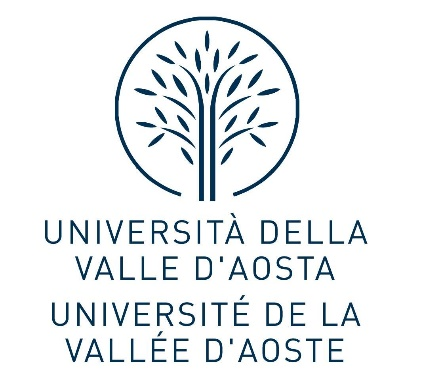 UNIVERSITÀ DELLA
VALLE D'AOSTA
UNIVERSITÉ DE LA
VALLÉE D'AOSTE